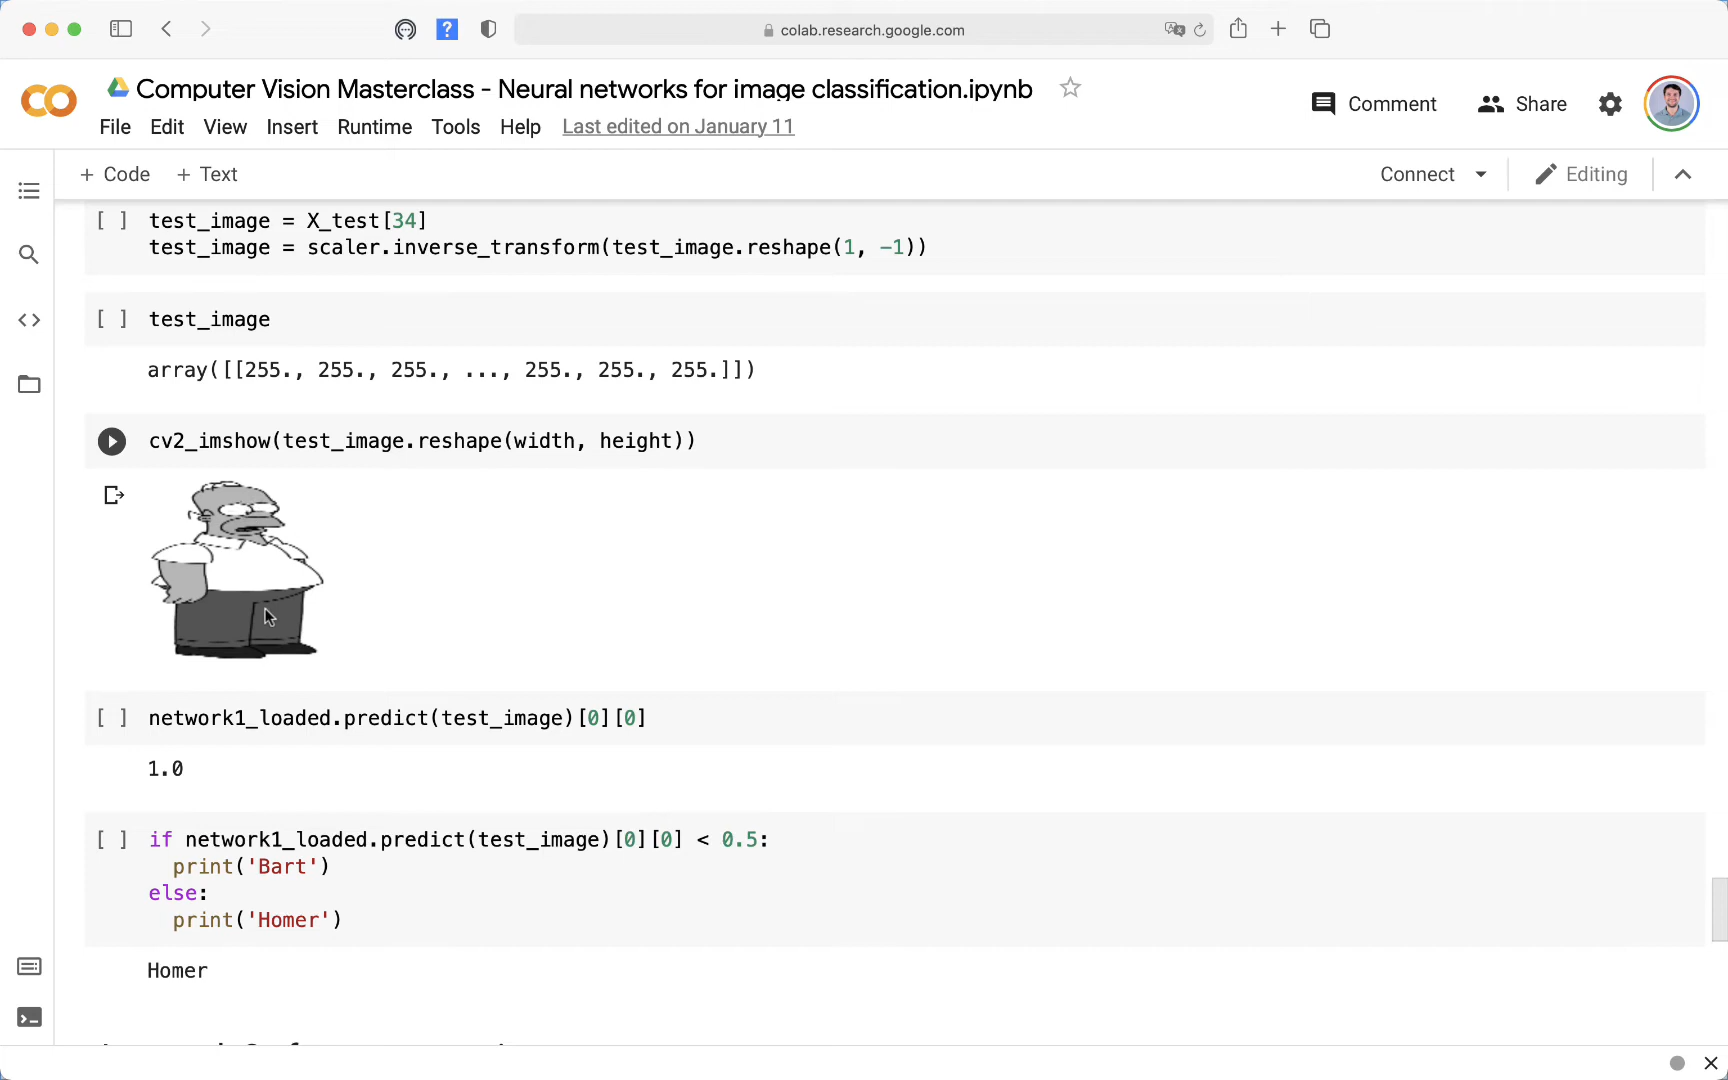 colab.research.google.com
Computer Vision Masterclass - Neural networks for image classification.ipynb
Comment
Share
File Edit View Insert Runtime Tools Help Last edited on January 11
+ Code + Text
Connect
Editing
[ ] test_image = X_test[34]
test_image = scaler.inverse_transform(test_image.reshape(1, -1))
[ ] test_image
array([[255., 255., 255., ..., 255., 255., 255.]])
cv2_imshow(test_image.reshape(width, height))
[ ] network1_loaded.predict(test_image)[0][0]
1.0
[ ] if network1_loaded.predict(test_image)[0][0] < 0.5:
print('Bart')
else:
print('Homer')
Homer